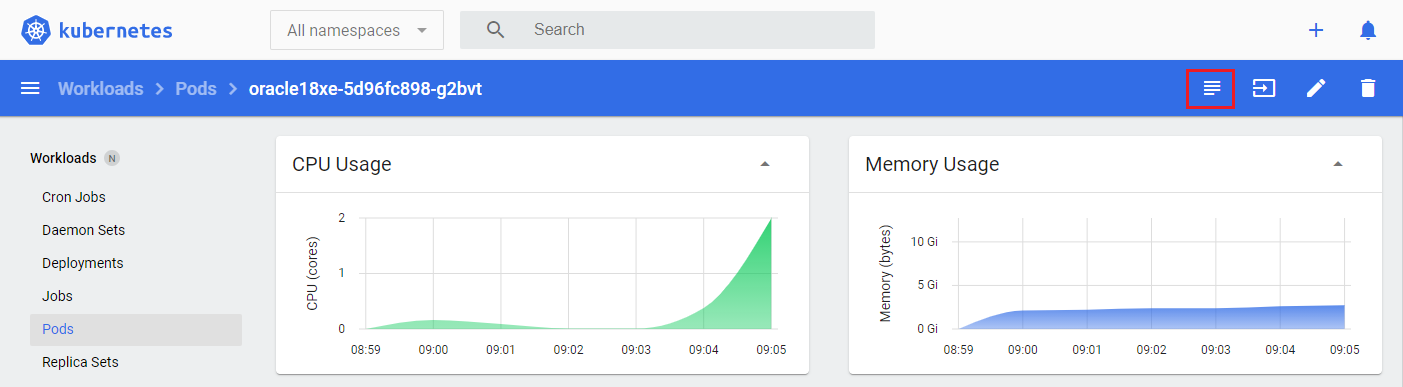 kubernetes
All namespaces
Search
Workloads
Pods
oracle18xe-5d96fc898-g2bvt
Workloads N
Cron Jobs
Daemon Sets
Deployments
Jobs
Pods
Replica Sets
CPU Usage
CPU (cores)
2
1
0
08:59 09:00 09:01 09:02 09:03 09:04 09:05
Memory Usage
Memory (bytes)
10 Gi
5 Gi
0 Gi
08:59 09:00 09:01 09:02 09:03 09:04 09:05